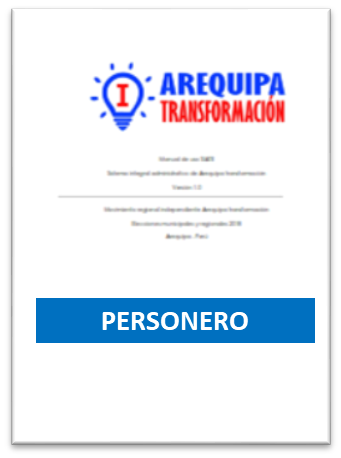 I
AREQUIPA
TRANSFORMACIÓN
Manual de uso
Sistema integral administrativo de Arequipa transformación
Versión 1.0
Movimiento regional independiente Arequipa transformación
Elecciones municipales y regionales 2018
Arequipa - Perú
PERSONERO